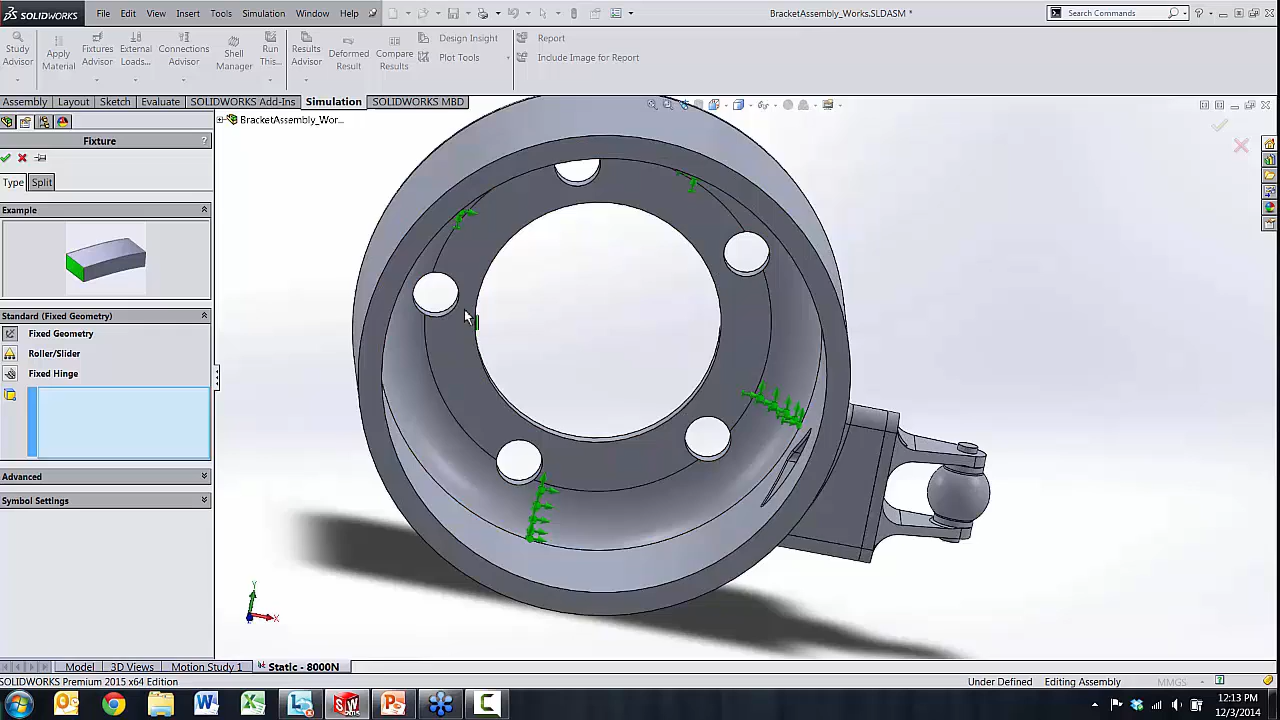 SOLIDWORKS File Edit View Insert Tools Simulation Window Help BracketAssembly_Works.SLDASM * Search Commands
Study Advisor
Apply Material
Fixtures Advisor
External Loads...
Connections Advisor
Shell Manager
Run This...
Results Advisor
Deformed Result
Compare Results
Design Insight
Plot Tools
Report
Include Image for Report
Assembly Layout Sketch Evaluate SOLIDWORKS Add-Ins Simulation SOLIDWORKS MBD
BracketAssembly_Wor...
Fixture ?
Type Split
Example
Standard (Fixed Geometry)
Fixed Geometry
Roller/Slider
Fixed Hinge
Advanced
Symbol Settings
Y
X
Model 3D Views Motion Study 1 Static - 8000N
SOLIDWORKS Premium 2015 x64 Edition Under Defined Editing Assembly MMGS
12:13 PM
12/3/2014